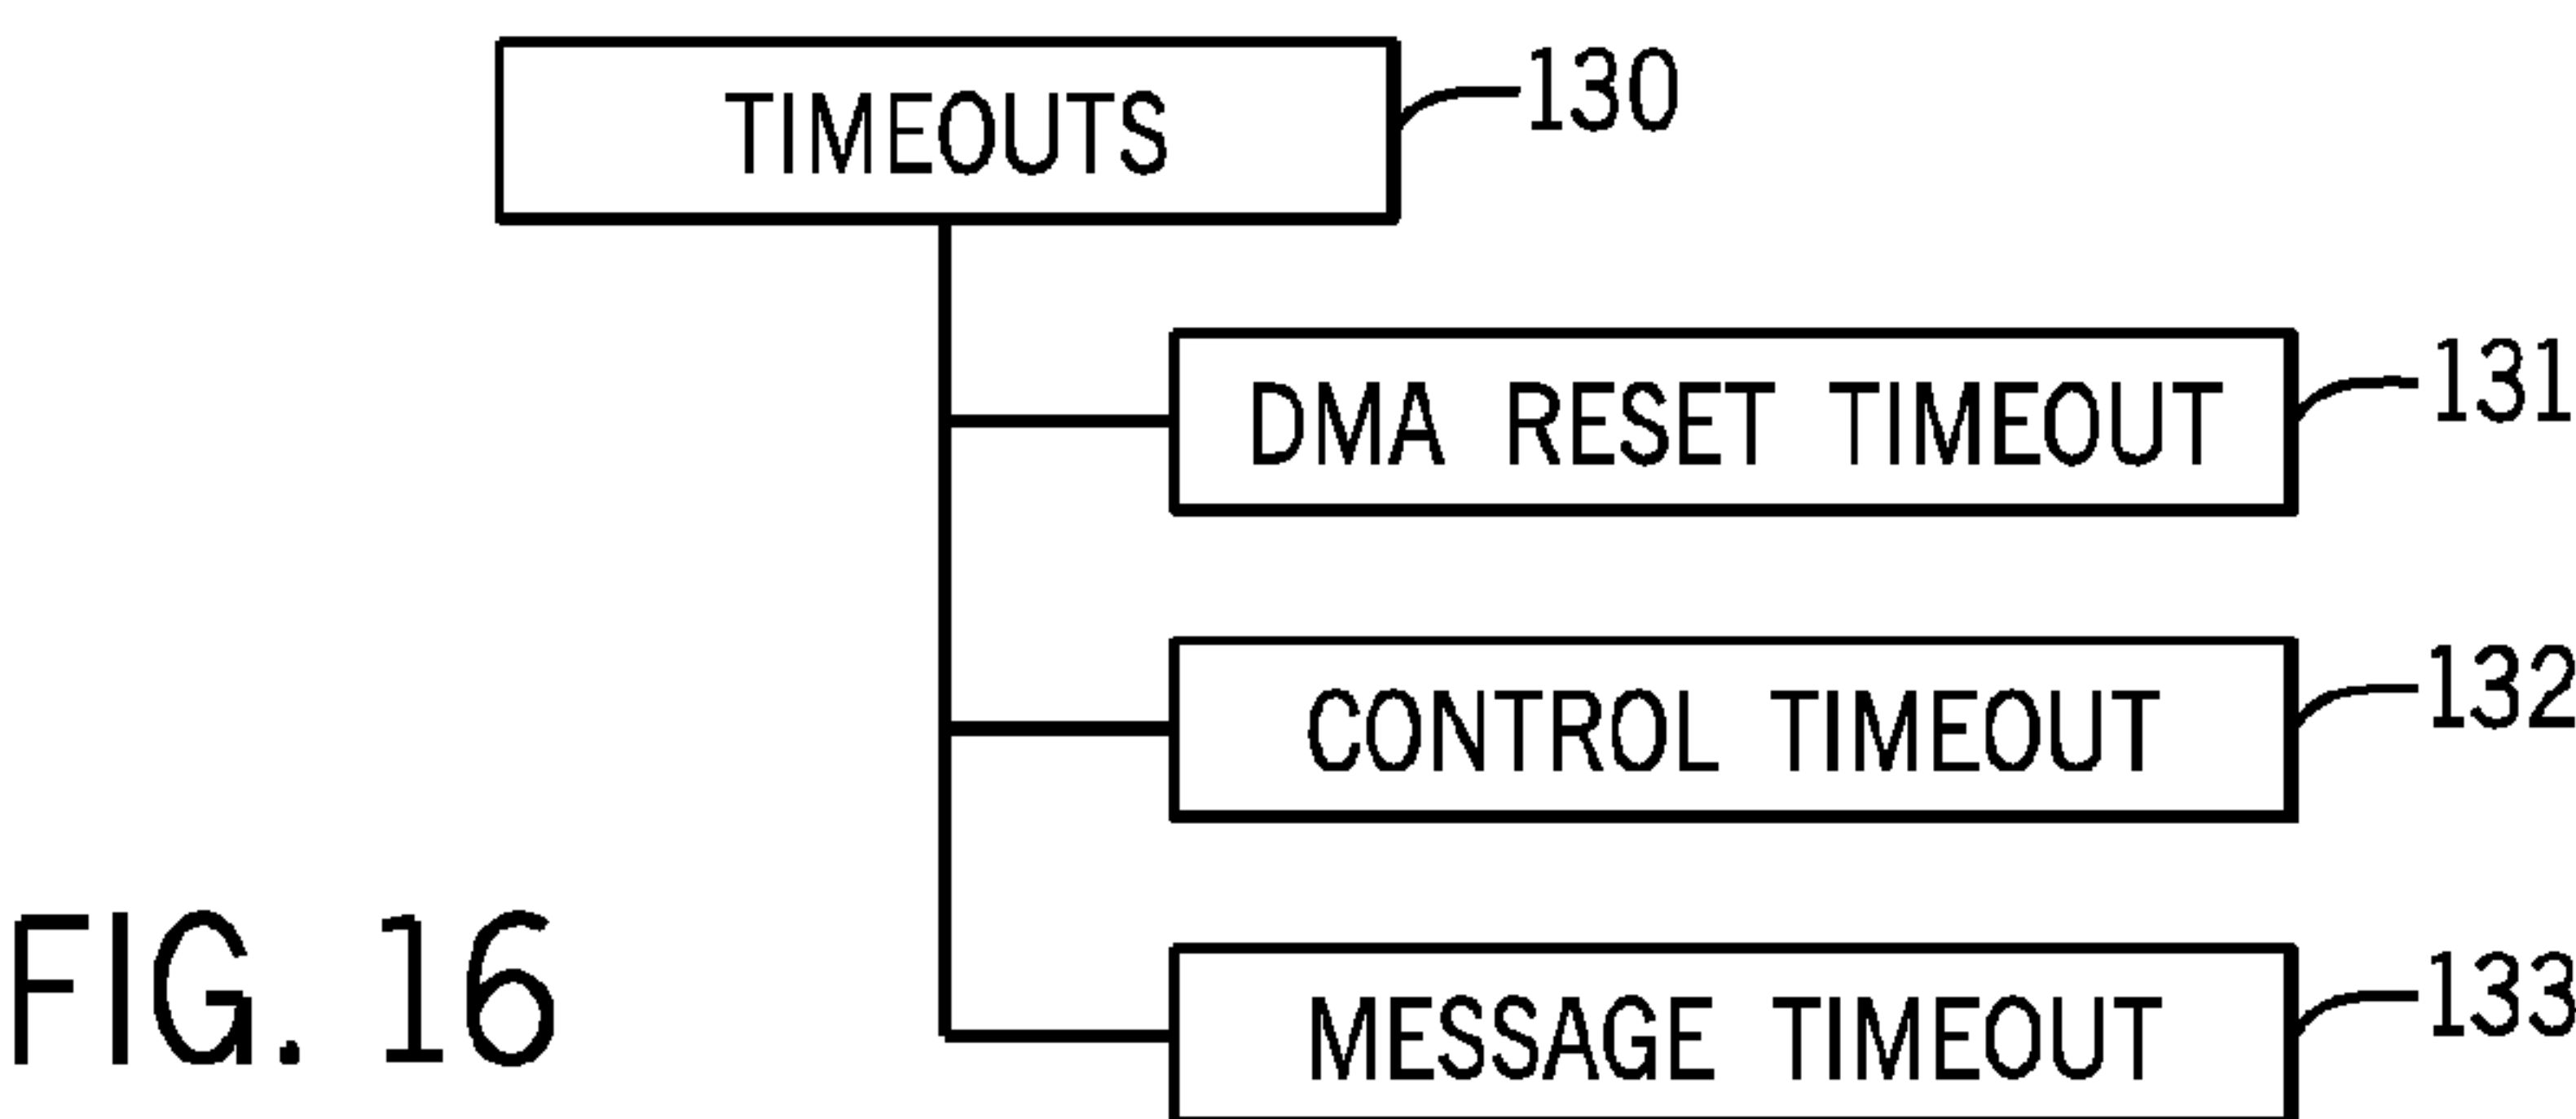 TIMEOUTS
130
DMA RESET TIMEOUT
131
CONTROL TIMEOUT
132
MESSAGE TIMEOUT
133
FIG. 16